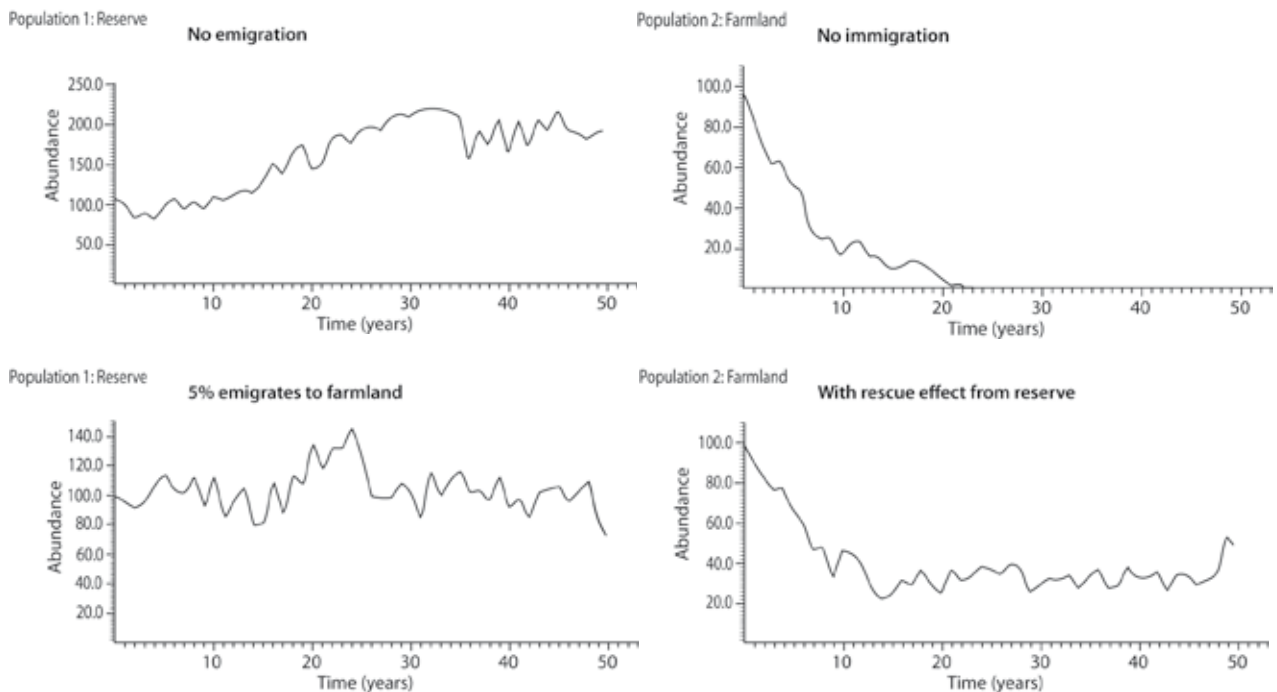 Population 1: Reserve
No emigration
250.0
200.0
150.0
100.0
50.0
Abundance
10 20 30 40 50
Time (years)
Population 2: Farmland
No immigration
100.0
80.0
60.0
40.0
20.0
Abundance
10 20 30 40 50
Time (years)
Population 1: Reserve
5% emigrates to farmland
140.0
120.0
100.0
80.0
60.0
40.0
20.0
Abundance
10 20 30 40 50
Time (years)
Population 2: Farmland
With rescue effect from reserve
100.0
80.0
60.0
40.0
20.0
Abundance
10 20 30 40 50
Time (years)